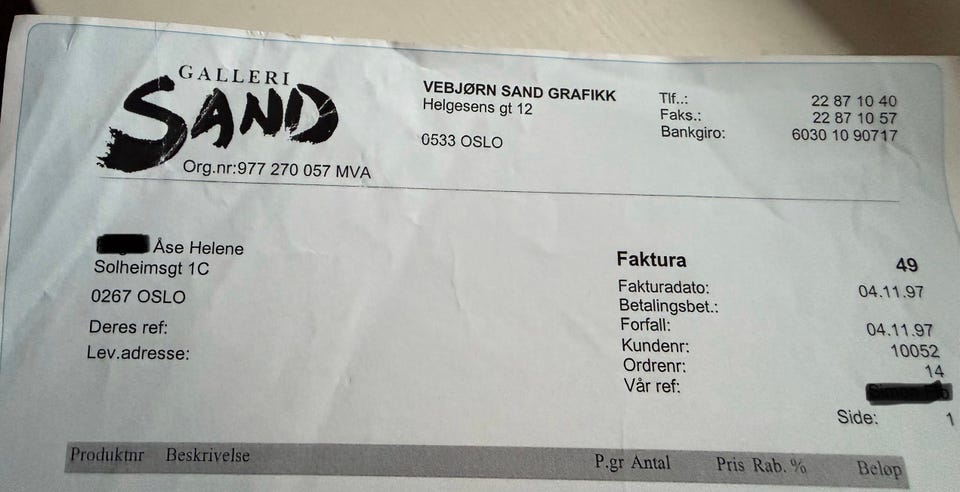 GALLERI
SAND
Org.nr:977 270 057 MVA
VEBJØRN SAND GRAFIKK
Helgesens gt 12
0533 OSLO
Tlf..: 22 87 10 40
Faks.: 22 87 10 57
Bankgiro: 6030 10 90717
Åse Helene
Solheimsgt 1C
0267 OSLO
Deres ref:
Lev.adresse:
Faktura 49
Fakturadato: 04.11.97
Betalingsbet.:
Forfall: 04.11.97
Kundenr: 10052
Ordrenr: 14
Vår ref:
Side: 1
Produktnr Beskrivelse P.gr Antal Pris Rab. % Beløp